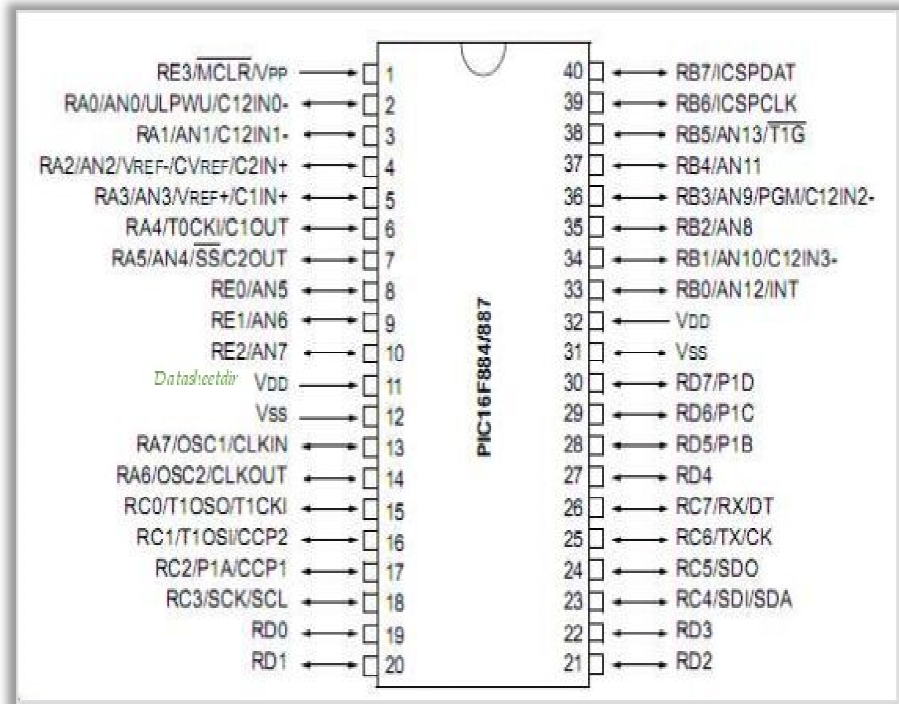 RE3/MCLR/VPP 1
RA0/AN0/ULPWU/C12IN0- 2
RA1/AN1/C12IN1- 3
RA2/AN2/VREF-/CVREF/C2IN+ 4
RA3/AN3/VREF+/C1IN+ 5
RA4/T0CKI/C1OUT 6
RA5/AN4/SS/C2OUT 7
RE0/AN5 8
RE1/AN6 9
RE2/AN7 10
Datasheetdir VDD 11
VSS 12
RA7/OSC1/CLKIN 13
RA6/OSC2/CLKOUT 14
RC0/T1OSO/T1CKI 15
RC1/T1OSI/CCP2 16
RC2/P1A/CCP1 17
RC3/SCK/SCL 18
RD0 19
RD1 20
PIC16F884/887
40 RB7/ICSPDAT
39 RB6/ICSPCLK
38 RB5/AN13/T1G
37 RB4/AN11
36 RB3/AN9/PGM/C12IN2-
35 RB2/AN8
34 RB1/AN10/C12IN3-
33 RB0/AN12/INT
32 VDD
31 VSS
30 RD7/P1D
29 RD6/P1C
28 RD5/P1B
27 RD4
26 RC7/RX/DT
25 RC6/TX/CK
24 RC5/SDO
23 RC4/SDI/SDA
22 RD3
21 RD2